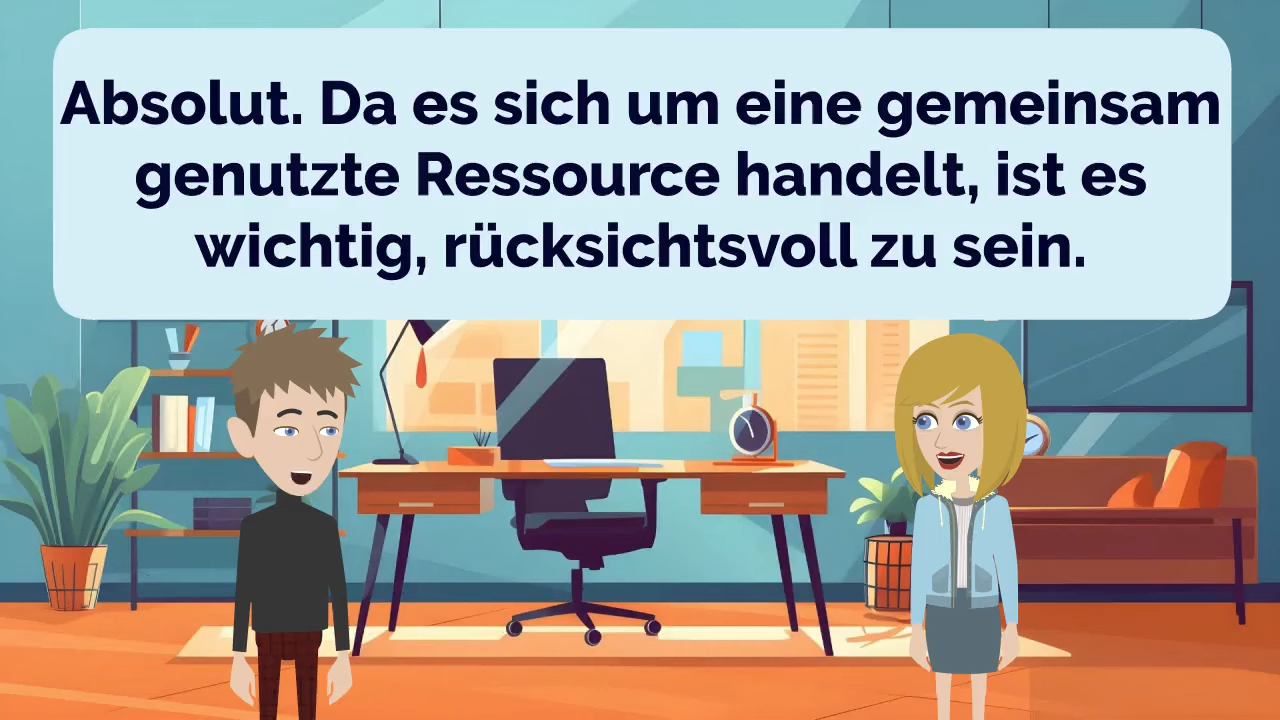 Absolut. Da es sich um eine gemeinsam
genutzte Ressource handelt, ist es
wichtig, rücksichtsvoll zu sein.